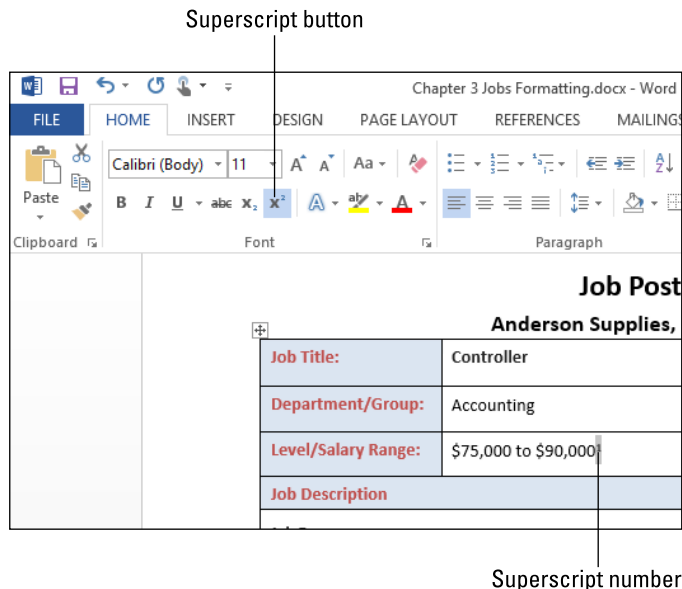 Superscript button
Chapter 3 Jobs Formatting.docx - Word
FILE HOME INSERT DESIGN PAGE LAYOUT REFERENCES MAILINGS
Calibri (Body) 11 A A Aa
Paste
B I U abc X₂ X² A aby A
Clipboard Font Paragraph
Job Post
Anderson Supplies,
Job Title: Controller
Department/Group: Accounting
Level/Salary Range: $75,000 to $90,000¹
Job Description
Superscript number